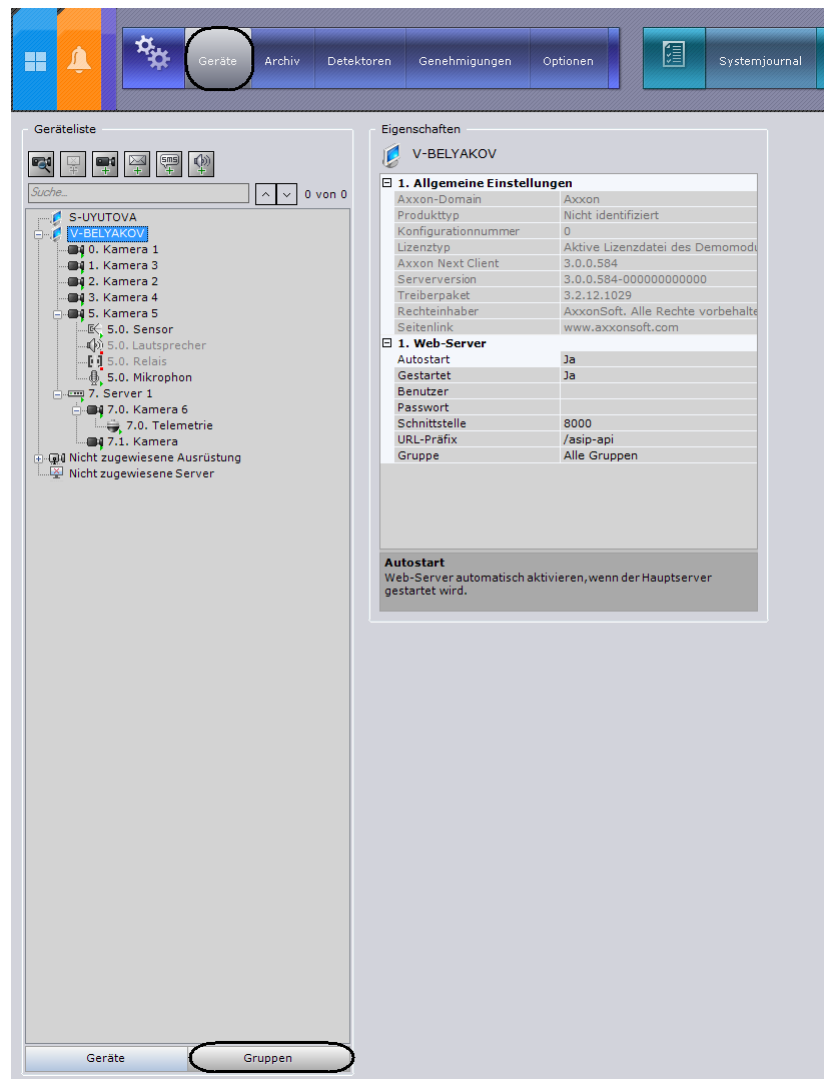 Geräte Archiv Detektoren Genehmigungen Optionen Systemjournal
Geräteliste
sms
Suche...
0 von 0
S-UYUTOVA
V-BELYAKOV
0. Kamera 1
1. Kamera 3
2. Kamera 2
3. Kamera 4
5. Kamera 5
5.0. Sensor
5.0. Lautsprecher
5.0. Relais
5.0. Mikrophon
7. Server 1
7.0. Kamera 6
7.0. Telemetrie
7.1. Kamera
Nicht zugewiesene Ausrüstung
Nicht zugewiesene Server
Geräte Gruppen
Eigenschaften
V-BELYAKOV
1. Allgemeine Einstellungen
Axxon-Domain Axxon
Produkttyp Nicht identifiziert
Konfigurationnummer 0
Lizenztyp Aktive Lizenzdatei des Demomodu
Axxon Next Client 3.0.0.584
Serverversion 3.0.0.584-000000000000
Treiberpaket 3.2.12.1029
Rechteinhaber AxxonSoft. Alle Rechte vorbehalte
Seitenlink www.axxonsoft.com
1. Web-Server
Autostart Ja
Gestartet Ja
Benutzer
Passwort
Schnittstelle 8000
URL-Präfix /asip-api
Gruppe Alle Gruppen
Autostart
Web-Server automatisch aktivieren, wenn der Hauptserver
gestartet wird.